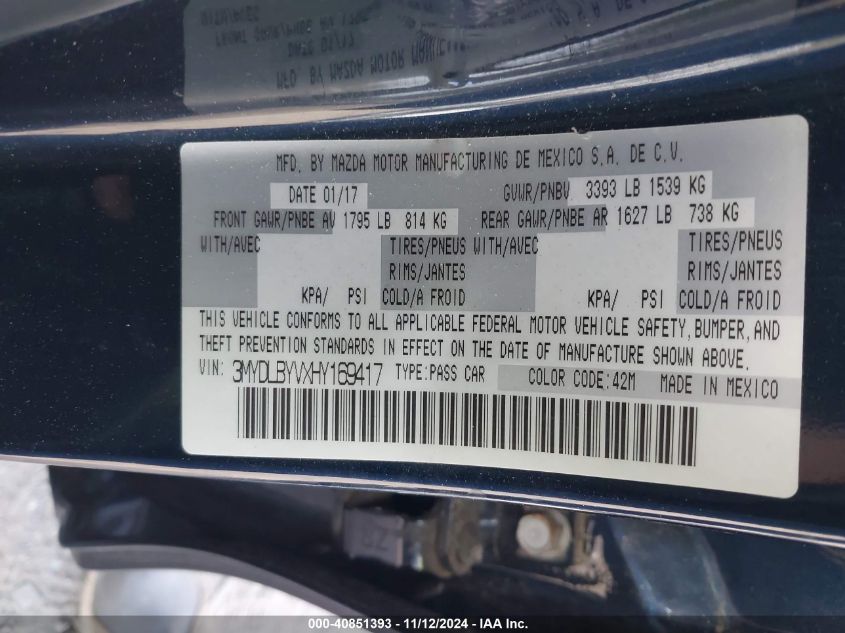 MFD. BY MAZDA MOTOR MANUFACTURING DE MEXICO S.A. DE C.V.
DATE 01/17 GVWR/PNBV 3393 LB 1539 KG
FRONT GAWR/PNBE AV 1795 LB 814 KG REAR GAWR/PNBE AR 1627 LB 738 KG
WITH/AVEC TIRES/PNEUS WITH/AVEC TIRES/PNEUS
RIMS/JANTES RIMS/JANTES
KPA/ PSI COLD/A FROID KPA/ PSI COLD/A FROID
THIS VEHICLE CONFORMS TO ALL APPLICABLE FEDERAL MOTOR VEHICLE SAFETY, BUMPER, AND
THEFT PREVENTION STANDARDS IN EFFECT ON THE DATE OF MANUFACTURE SHOWN ABOVE.
VIN: 3MYDLBYVXHY169417 TYPE:PASS CAR COLOR CODE:42M MADE IN MEXICO
000-40851393 - 11/12/2024 - IAA Inc.